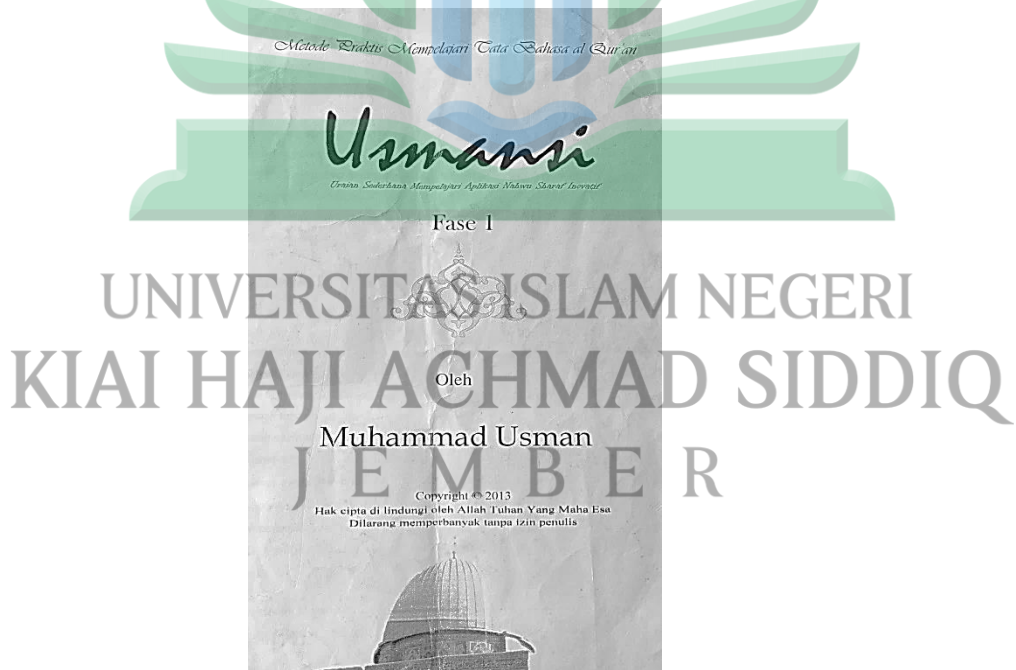 Metode Praktis Mempelajari Tata Bahasa al Qur'an
Usmansi
Uraian Sederhana Mempelajari Aplikasi Nahwu Sharaf Inovatif
Fase 1
UNIVERSITAS ISLAM NEGERI
KIAI HAJI ACHMAD SIDDIQ
Oleh
Muhammad Usman
JEMBER
Copyright © 2013
Hak cipta di lindungi oleh Allah Tuhan Yang Maha Esa
Dilarang memperbanyak tanpa izin penulis